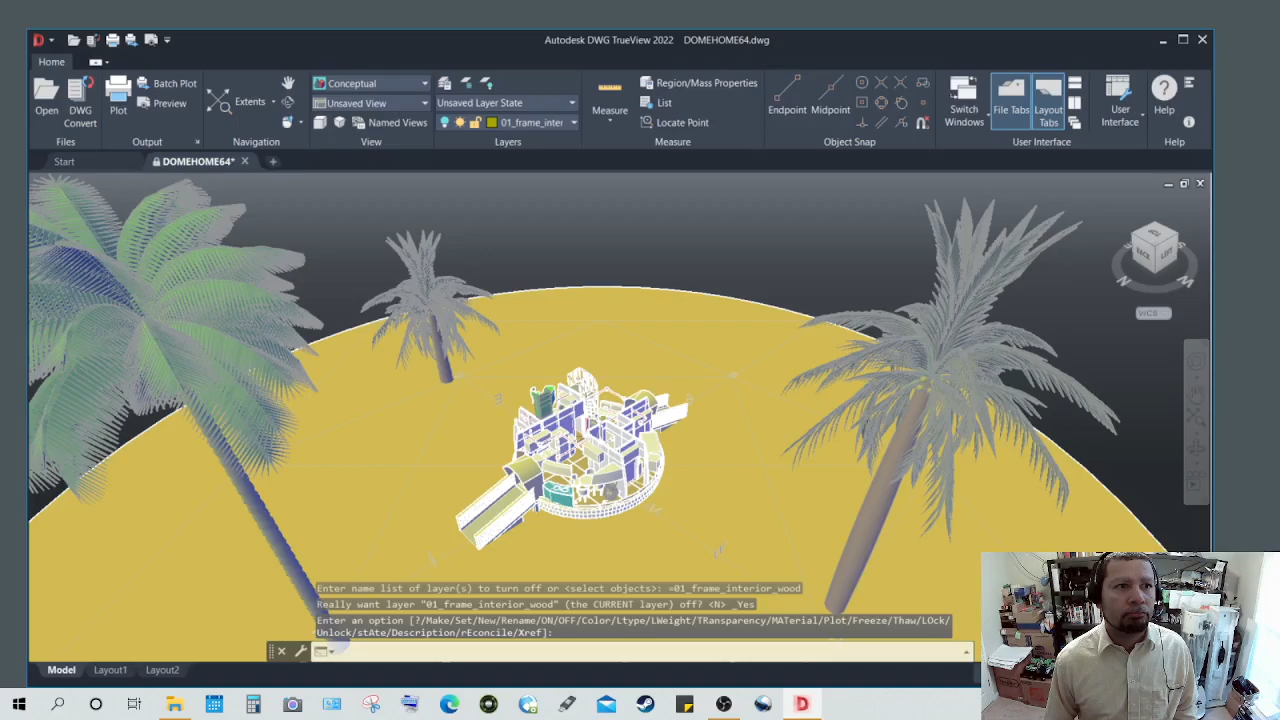 Autodesk DWG TrueView 2022 DOMEHOME64.dwg
Home
Open
DWG Convert
Files
Plot
Batch Plot
Preview
Output
Extents
Navigation
Conceptual
Unsaved View
Named Views
View
Unsaved Layer State
01_frame_inter
Layers
Measure
Region/Mass Properties
List
Locate Point
Measure
Endpoint
Midpoint
Object Snap
Switch Windows
File Tabs
Layout Tabs
User Interface
User Interface
Help
Help
Start
DOMEHOME64*
BACK
LEFT
WCS
Enter name list of layer(s) to turn off or <select objects>: =01_frame_interior_wood
Really want layer "01_frame_interior_wood" (the CURRENT layer) off? <N> _Yes
Enter an option [?/Make/Set/New/Rename/ON/OFF/Color/Ltype/LWeight/TRansparency/MATerial/Plot/Freeze/Thaw/LOck/
Unlock/stAte/Description/rEconcile/Xref]:
Model
Layout1
Layout2